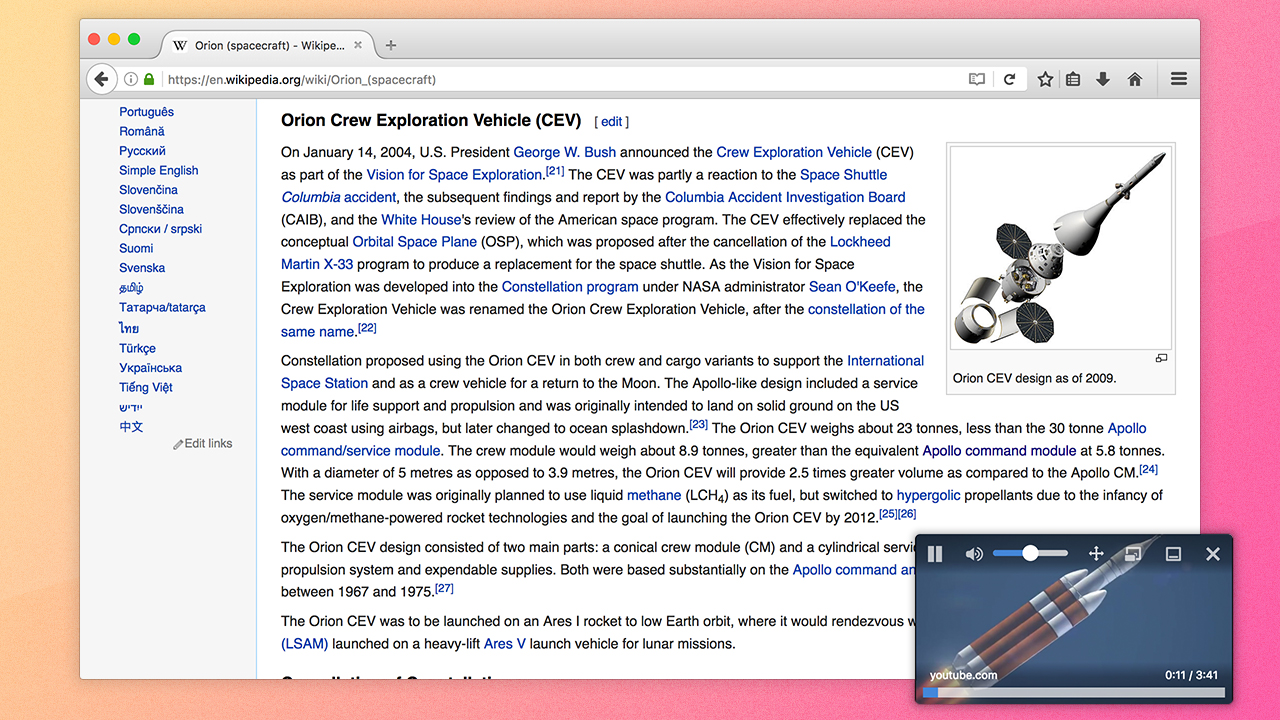 Orion (spacecraft) - Wikipe...
https://en.wikipedia.org/wiki/Orion_(spacecraft)
Português
Română
Русский
Simple English
Slovenčina
Slovenščina
Српски / srpski
Suomi
Svenska
தமிழ்
Татарча/tatarça
ไทย
Türkçe
Українська
Tiếng Việt
ייִדיש
中文
Edit links
Orion Crew Exploration Vehicle (CEV) [ edit ]
On January 14, 2004, U.S. President George W. Bush announced the Crew Exploration Vehicle (CEV)
as part of the Vision for Space Exploration.[21] The CEV was partly a reaction to the Space Shuttle
Columbia accident, the subsequent findings and report by the Columbia Accident Investigation Board
(CAIB), and the White House's review of the American space program. The CEV effectively replaced the
conceptual Orbital Space Plane (OSP), which was proposed after the cancellation of the Lockheed
Martin X-33 program to produce a replacement for the space shuttle. As the Vision for Space
Exploration was developed into the Constellation program under NASA administrator Sean O'Keefe, the
Crew Exploration Vehicle was renamed the Orion Crew Exploration Vehicle, after the constellation of the
same name.[22]
Orion CEV design as of 2009.
Constellation proposed using the Orion CEV in both crew and cargo variants to support the International
Space Station and as a crew vehicle for a return to the Moon. The Apollo-like design included a service
module for life support and propulsion and was originally intended to land on solid ground on the US
west coast using airbags, but later changed to ocean splashdown.[23] The Orion CEV weighs about 23 tonnes, less than the 30 tonne Apollo
command/service module. The crew module would weigh about 8.9 tonnes, greater than the equivalent Apollo command module at 5.8 tonnes.
With a diameter of 5 metres as opposed to 3.9 metres, the Orion CEV will provide 2.5 times greater volume as compared to the Apollo CM.[24]
The service module was originally planned to use liquid methane (LCH4) as its fuel, but switched to hypergolic propellants due to the infancy of
oxygen/methane-powered rocket technologies and the goal of launching the Orion CEV by 2012.[25][26]
The Orion CEV design consisted of two main parts: a conical crew module (CM) and a cylindrical servi
propulsion system and expendable supplies. Both were based substantially on the Apollo command an
between 1967 and 1975.[27]
The Orion CEV was to be launched on an Ares I rocket to low Earth orbit, where it would rendezvous w
(LSAM) launched on a heavy-lift Ares V launch vehicle for lunar missions.
youtube.com
0:11 / 3:41